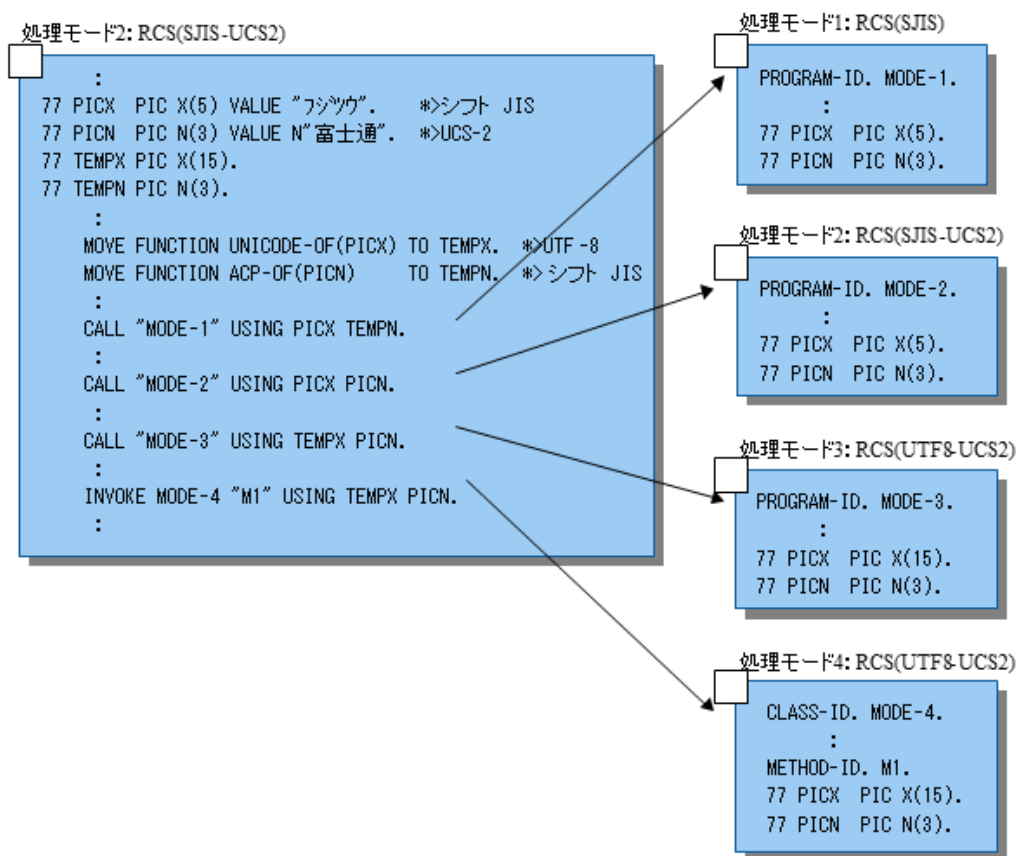 処理モード2: RCS(SJIS-UCS2)
:
77 PICX PIC X(5) VALUE "ﾌｼﾞﾂｳ". *>シフト JIS
77 PICN PIC N(3) VALUE N"富士通". *>UCS-2
77 TEMPX PIC X(15).
77 TEMPN PIC N(3).
:
MOVE FUNCTION UNICODE-OF(PICX) TO TEMPX. *>UTF-8
MOVE FUNCTION ACP-OF(PICN) TO TEMPN. *>シフト JIS
:
CALL "MODE-1" USING PICX TEMPN.
:
CALL "MODE-2" USING PICX PICN.
:
CALL "MODE-3" USING TEMPX PICN.
:
INVOKE MODE-4 "M1" USING TEMPX PICN.
:
処理モード1: RCS(SJIS)
PROGRAM-ID. MODE-1.
:
77 PICX PIC X(5).
77 PICN PIC N(3).
処理モード2: RCS(SJIS-UCS2)
PROGRAM-ID. MODE-2.
:
77 PICX PIC X(5).
77 PICN PIC N(3).
処理モード3: RCS(UTF8-UCS2)
PROGRAM-ID. MODE-3.
:
77 PICX PIC X(15).
77 PICN PIC N(3).
処理モード4: RCS(UTF8-UCS2)
CLASS-ID. MODE-4.
:
METHOD-ID. M1.
77 PICX PIC X(15).
77 PICN PIC N(3).